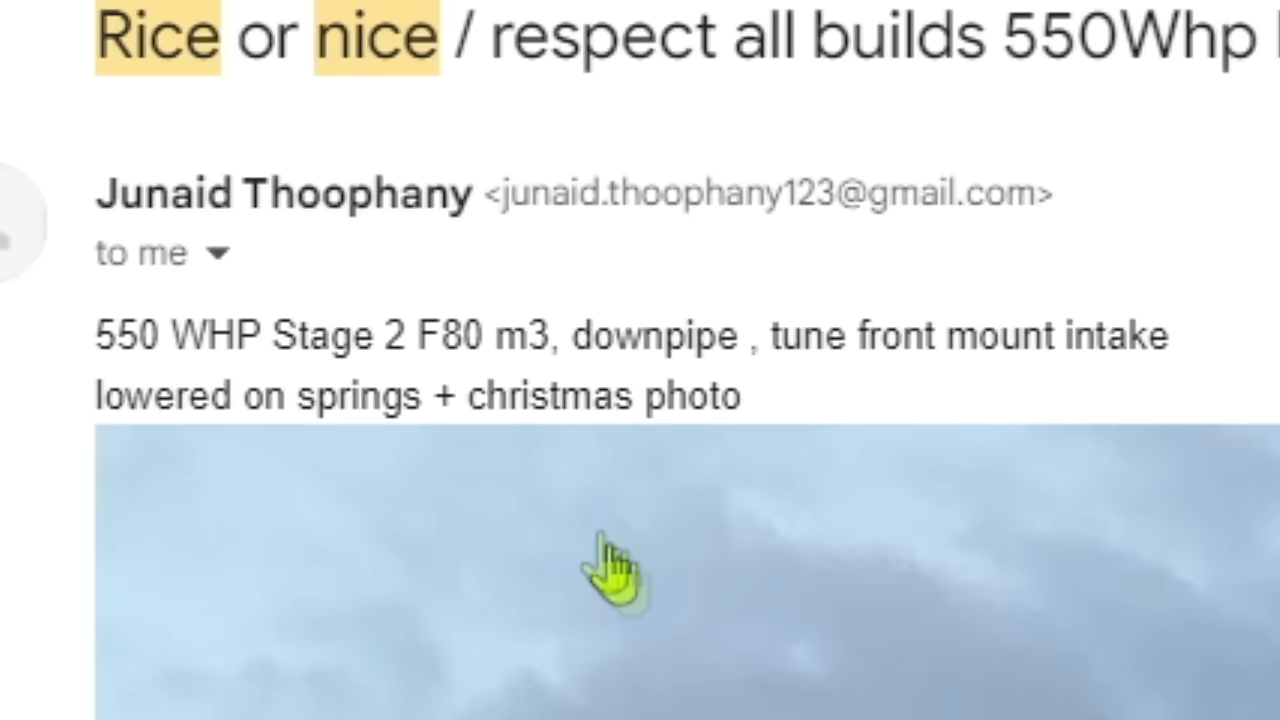 Rice or nice / respect all builds 550Whp
Junaid Thoophany <junaid.thoophany123@gmail.com>
to me
550 WHP Stage 2 F80 m3, downpipe , tune front mount intake
lowered on springs + christmas photo